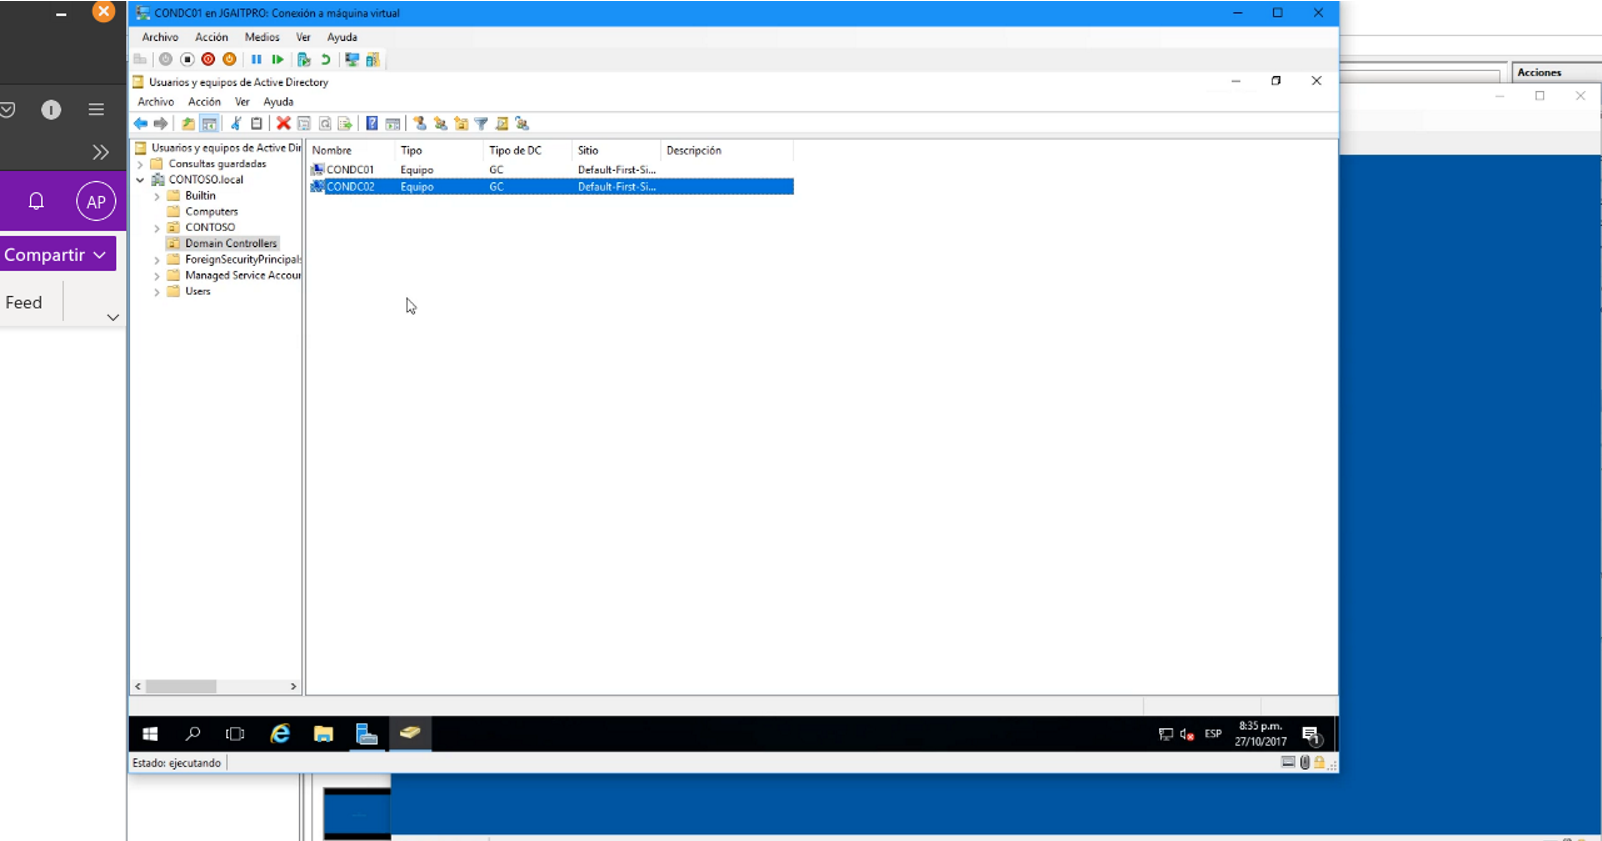 CONDC01 en JGAITPRO: Conexión a máquina virtual
Archivo Acción Medios Ver Ayuda
Acciones
Usuarios y equipos de Active Directory
Archivo Acción Ver Ayuda
Usuarios y equipos de Active Dir
Consultas guardadas
CONTOSO.local
Builtin
Computers
CONTOSO
Domain Controllers
ForeignSecurityPrincipals
Managed Service Accour
Users
Nombre Tipo Tipo de DC Sitio Descripción
CONDC01 Equipo GC Default-First-Si...
CONDC02 Equipo GC Default-First-Si...
AP
Compartir
Feed
ESP
8:35 p.m.
27/10/2017
1
Estado: ejecutando